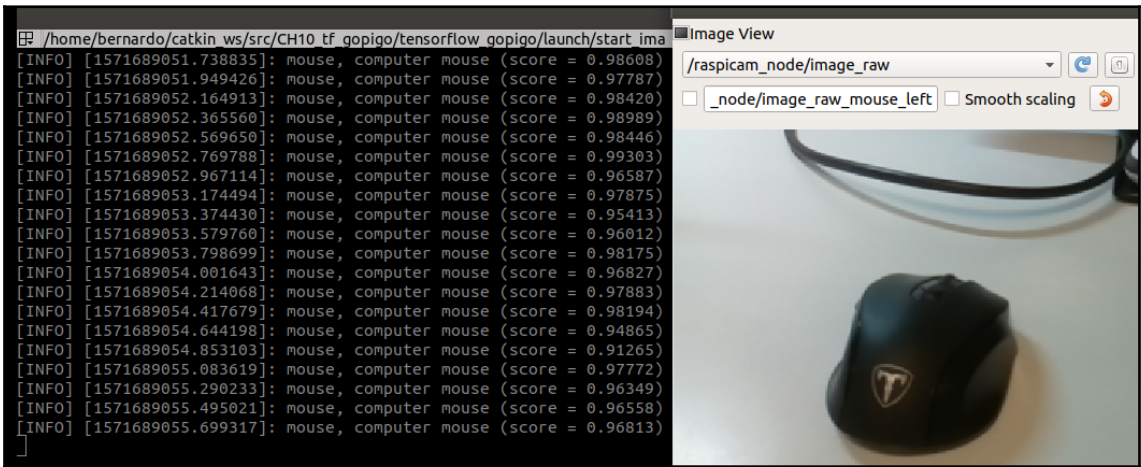 /home/bernardo/catkin_ws/src/CH10_tf_gopigo/tensorflow_gopigo/launch/start_ima
[INFO] [1571689051.738835]: mouse, computer mouse (score = 0.98608)
[INFO] [1571689051.949426]: mouse, computer mouse (score = 0.97787)
[INFO] [1571689052.164913]: mouse, computer mouse (score = 0.98420)
[INFO] [1571689052.365560]: mouse, computer mouse (score = 0.98989)
[INFO] [1571689052.569650]: mouse, computer mouse (score = 0.98446)
[INFO] [1571689052.769788]: mouse, computer mouse (score = 0.99303)
[INFO] [1571689052.967114]: mouse, computer mouse (score = 0.96587)
[INFO] [1571689053.174494]: mouse, computer mouse (score = 0.97875)
[INFO] [1571689053.374430]: mouse, computer mouse (score = 0.95413)
[INFO] [1571689053.579760]: mouse, computer mouse (score = 0.96012)
[INFO] [1571689053.798699]: mouse, computer mouse (score = 0.98175)
[INFO] [1571689054.001643]: mouse, computer mouse (score = 0.96827)
[INFO] [1571689054.214068]: mouse, computer mouse (score = 0.97883)
[INFO] [1571689054.417679]: mouse, computer mouse (score = 0.98194)
[INFO] [1571689054.644198]: mouse, computer mouse (score = 0.94865)
[INFO] [1571689054.853103]: mouse, computer mouse (score = 0.91265)
[INFO] [1571689055.083619]: mouse, computer mouse (score = 0.97772)
[INFO] [1571689055.290233]: mouse, computer mouse (score = 0.96349)
[INFO] [1571689055.495021]: mouse, computer mouse (score = 0.96558)
[INFO] [1571689055.699317]: mouse, computer mouse (score = 0.96813)
Image View
/raspicam_node/image_raw
_node/image_raw_mouse_left
Smooth scaling